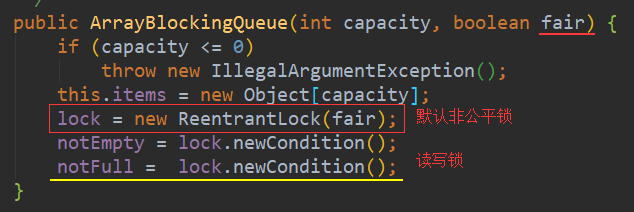 */
public ArrayBlockingQueue(int capacity, boolean fair) {
if (capacity <= 0)
throw new IllegalArgumentException();
this.items = new Object[capacity];
lock = new ReentrantLock(fair); 默认非公平锁
notEmpty = lock.newCondition();
notFull =  lock.newCondition(); 读写锁
}